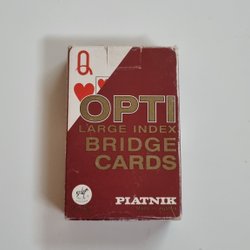 Q
OPTI
LARGE INDEX
BRIDGE
CARDS
PIATNIK